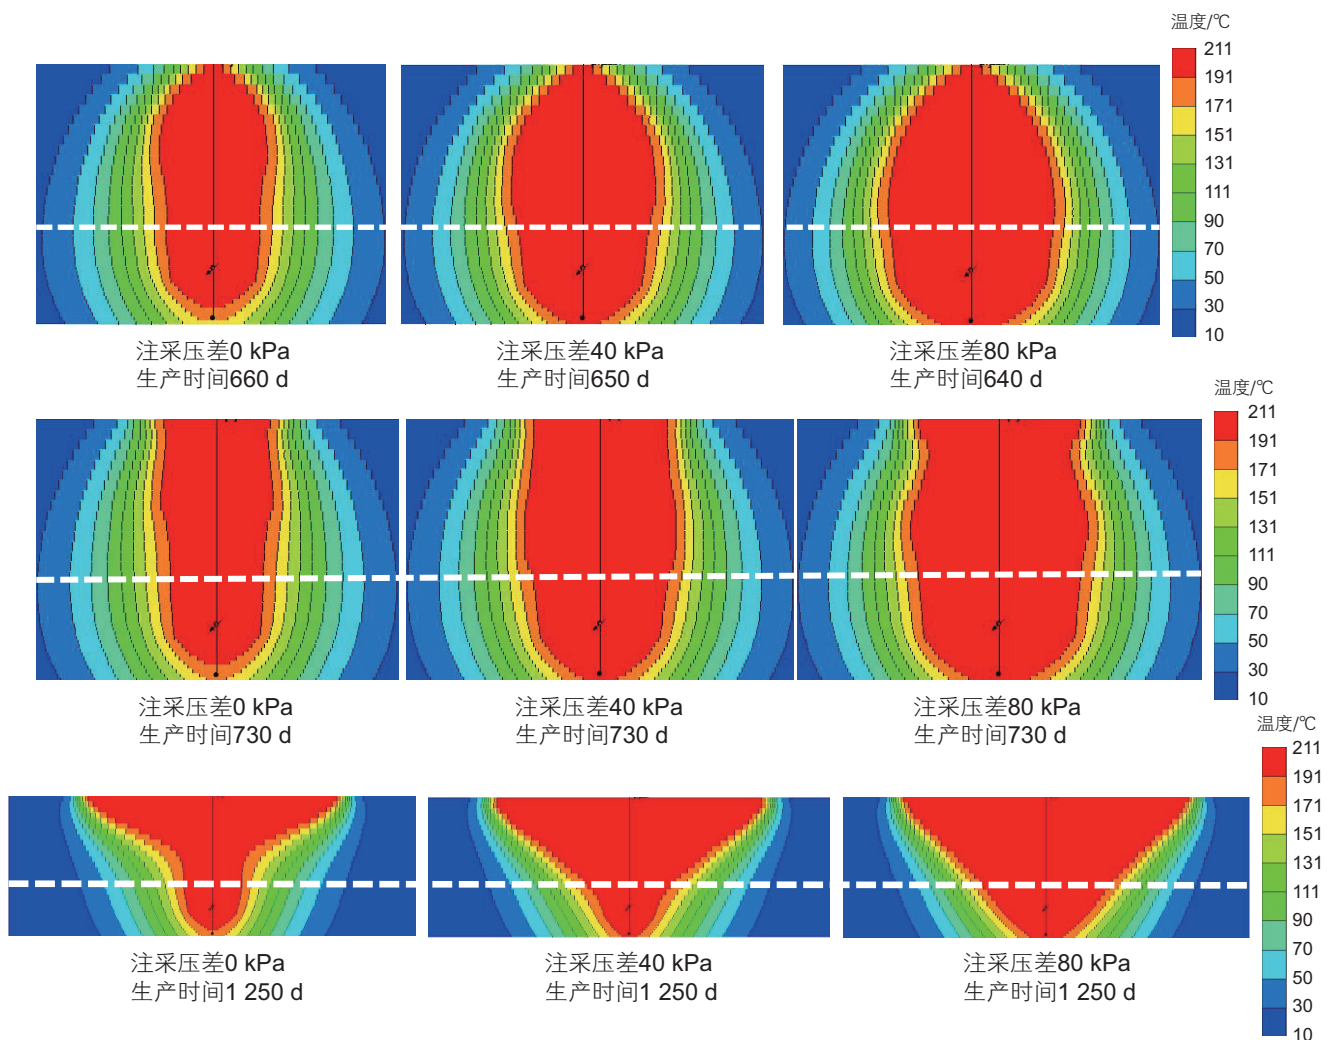 温度/℃
211
191
171
151
131
111
90
70
50
30
10
注采压差0 kPa
生产时间660 d
注采压差40 kPa
生产时间650 d
注采压差80 kPa
生产时间640 d
温度/℃
211
191
171
151
131
111
90
70
50
30
10
注采压差0 kPa
生产时间730 d
注采压差40 kPa
生产时间730 d
注采压差80 kPa
生产时间730 d
温度/℃
211
191
171
151
131
111
90
70
50
30
10
注采压差0 kPa
生产时间1 250 d
注采压差40 kPa
生产时间1 250 d
注采压差80 kPa
生产时间1 250 d